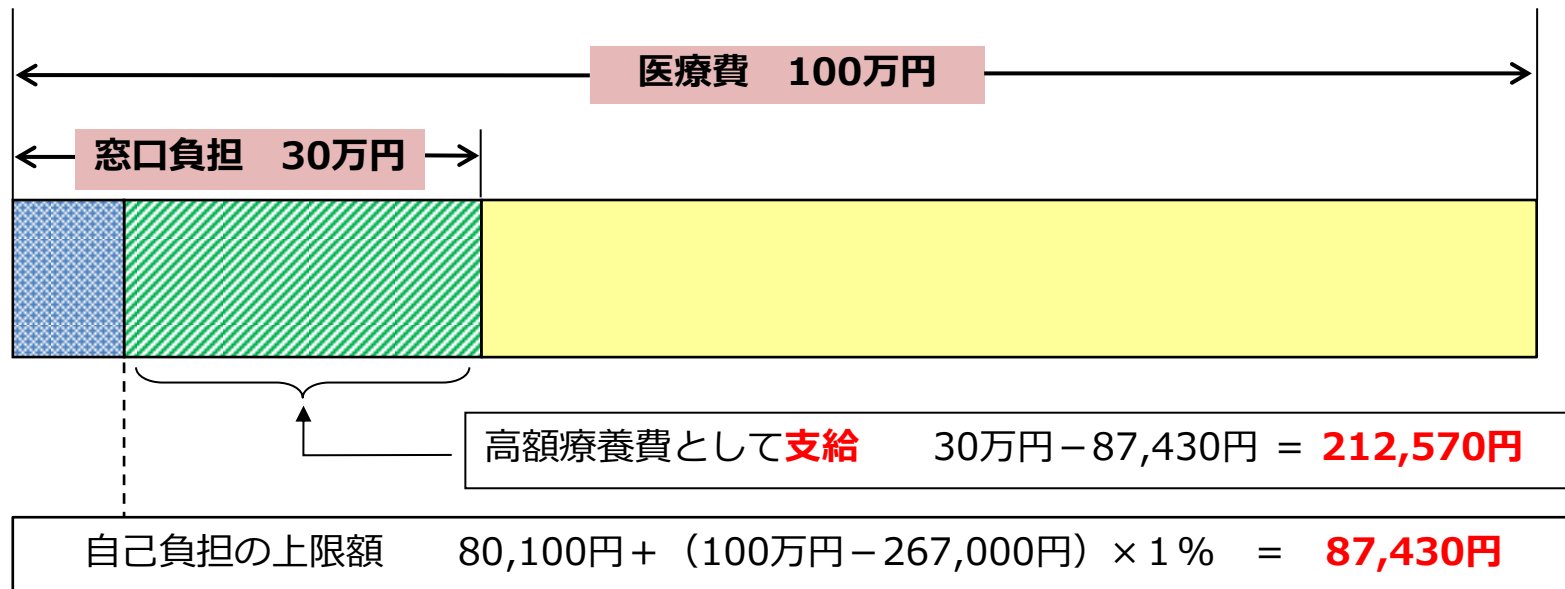 医療費　100万円
窓口負担　30万円
高額療養費として支給　　30万円－87,430円 = 212,570円
自己負担の上限額　　80,100円＋（100万円－267,000円）×１%　=　87,430円